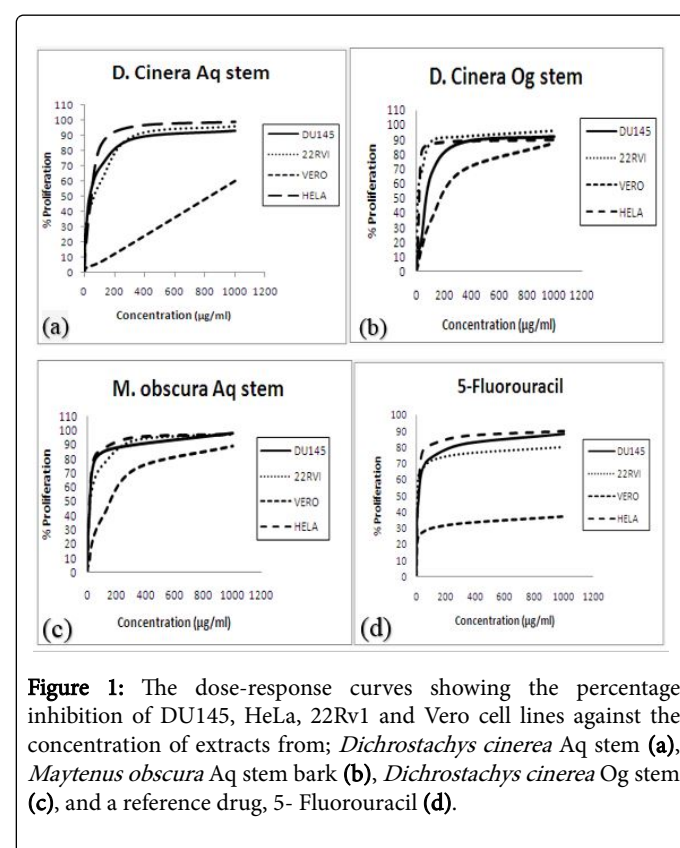 D. Cinera Aq stem
110
100
90
80
70
60
50
40
30
20
10
0
% Proliferation
0 200 400 600 800 1000 1200
Concentration (µg/ml)
DU145
22RVI
VERO
HELA
(a)
D. Cinera Og stem
110
100
90
80
70
60
50
40
30
20
10
0
% Proliferation
0 200 400 600 800 1000 1200
Concentration (µg/ml)
DU145
22RVI
VERO
HELA
(b)
M. obscura Aq stem
110
100
90
80
70
60
50
40
30
20
10
0
% Proliferation
0 200 400 600 800 1000 1200
Concentration (µg/ml)
DU145
22RVI
VERO
HELA
(c)
5-Fluorouracil
100
90
80
70
60
50
40
30
20
10
0
% Proliferation
0 200 400 600 800 1000 1200
Concentration (µg/ml)
DU145
22RVI
VERO
HELA
(d)
Figure 1: The dose-response curves showing the percentage
inhibition of DU145, HeLa, 22Rv1 and Vero cell lines against the
concentration of extracts from; Dichrostachys cinerea Aq stem (a),
Maytenus obscura Aq stem bark (b), Dichrostachys cinerea Og stem
(c), and a reference drug, 5- Fluorouracil (d).